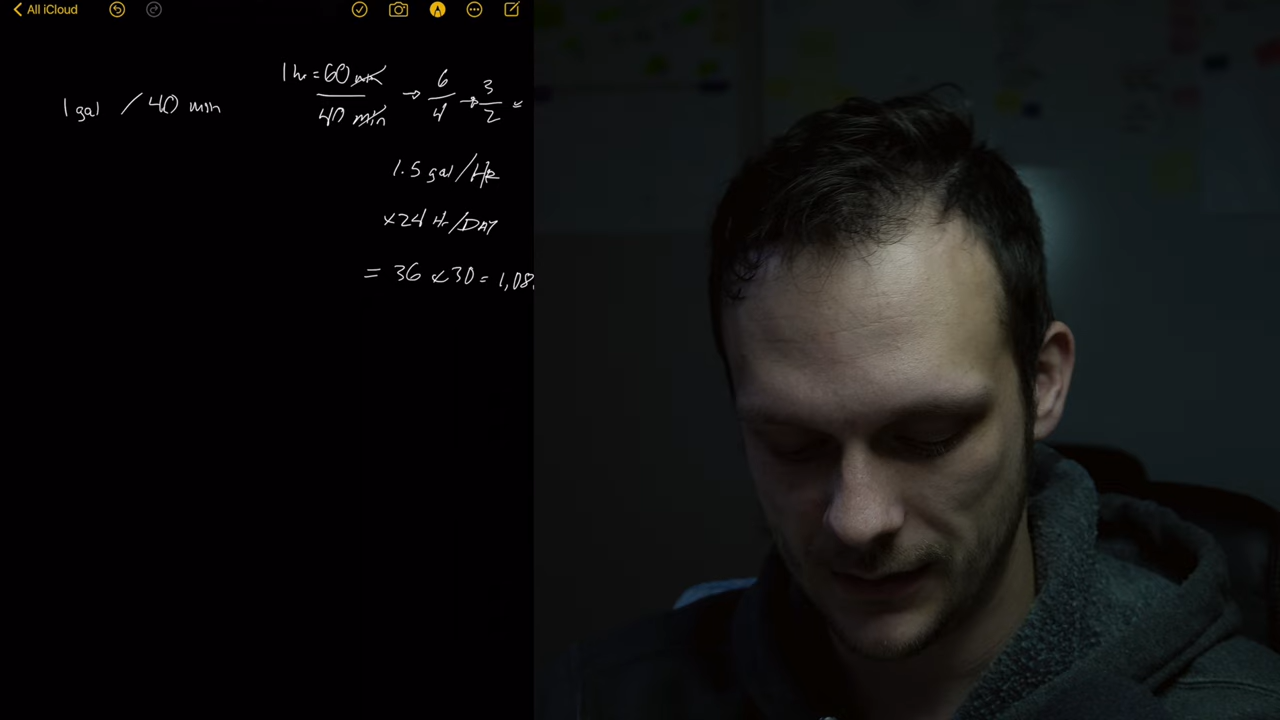 All iCloud
1 hr = 60 min
1 gal / 40 min
40 min → 6/4 → 3/2 =
1.5 gal/HR
×24 Hr/DAY
= 36 × 30 = 1,08